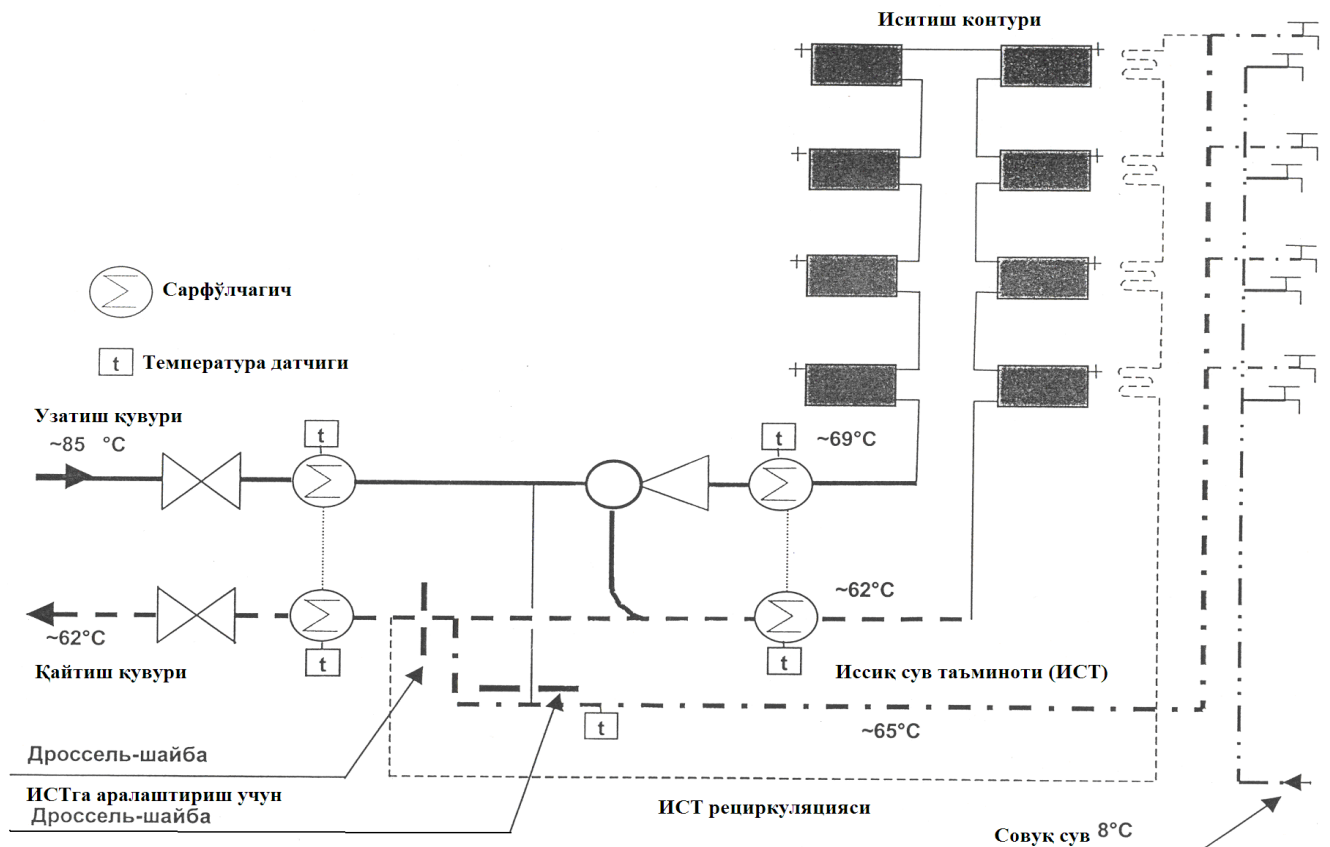 Иситиш контури
Σ
Сарфўлчагич
t
Температура датчиги
Узатиш қувури
~85 °C
t
t
~69°C
Σ
Σ
Σ
Σ
~62°C
~62°C
t
t
Қайтиш қувури
Иссиқ сув таъминоти (ИСТ)
t
~65°C
Дроссель-шайба
ИСТга аралаштириш учун
Дроссель-шайба
ИСТ рециркуляцияси
Совуқ сув 8°C